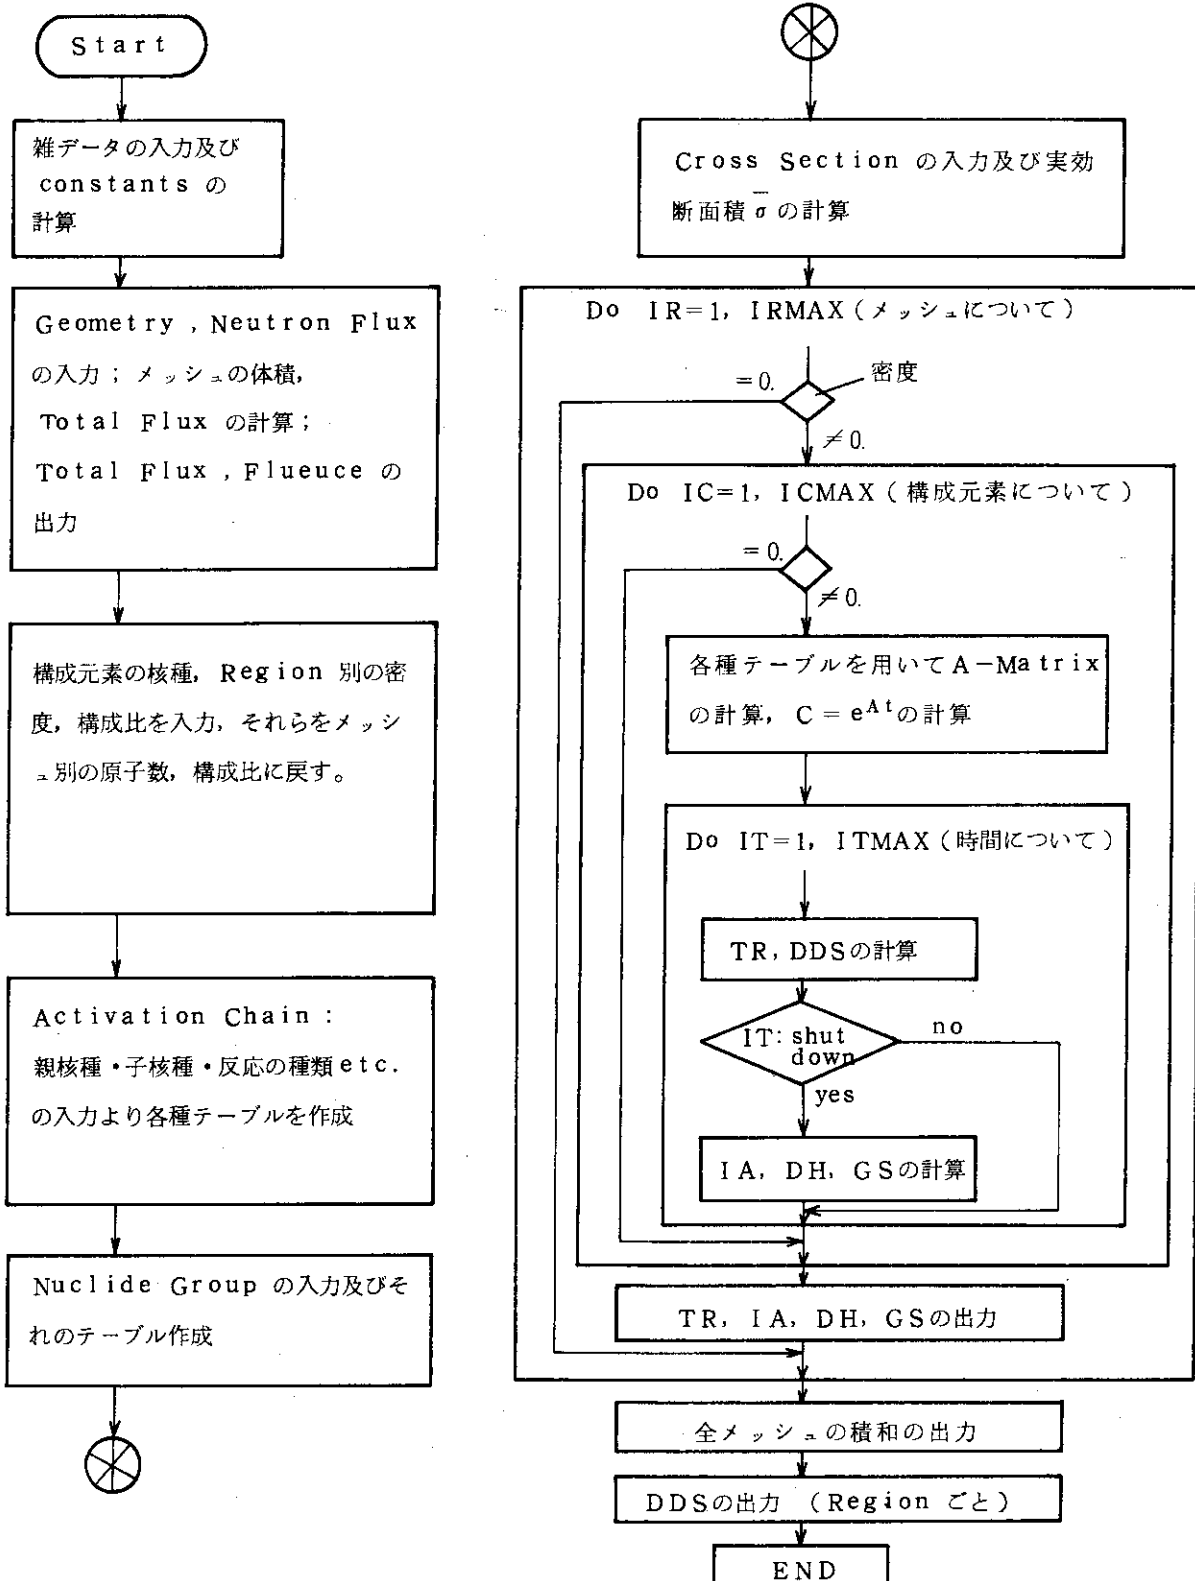 Start
雑データの入力及び
constants の
計算
Geometry , Neutron Flux
の入力 ; メッシュの体積,
Total Flux の計算 ;
Total Flux , Flueuce の
出力
構成元素の核種, Region 別の密
度, 構成比を入力, それらをメッシ
ュ別の原子数, 構成比に戻す。
Activation Chain :
親核種・子核種・反応の種類 etc.
の入力より各種テーブルを作成
Nuclide Group の入力及びそ
れのテーブル作成
Cross Section の入力及び実効
断面積 σ̅ の計算
Do IR=1, IRMAX (メッシュについて)
密度
=0.
≠0.
Do IC=1, ICMAX (構成元素について)
=0.
≠0.
各種テーブルを用いて A-Matrix
の計算, C = e^{At} の計算
Do IT=1, ITMAX (時間について)
TR, DDSの計算
IT: shut
down
no
yes
IA, DH, GSの計算
TR, IA, DH, GSの出力
全メッシュの積和の出力
DDSの出力 (Region ごと)
END